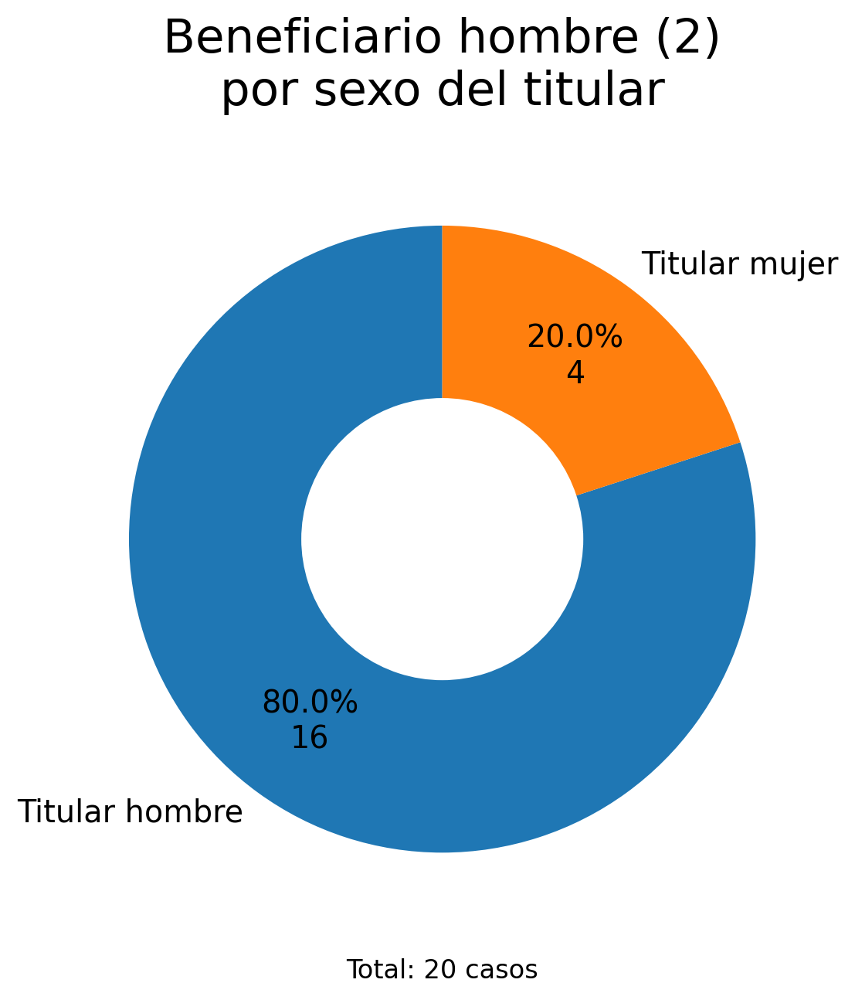 Beneficiario hombre (2)
por sexo del titular
Titular mujer
20.0%
4
80.0%
16
Titular hombre
Total: 20 casos